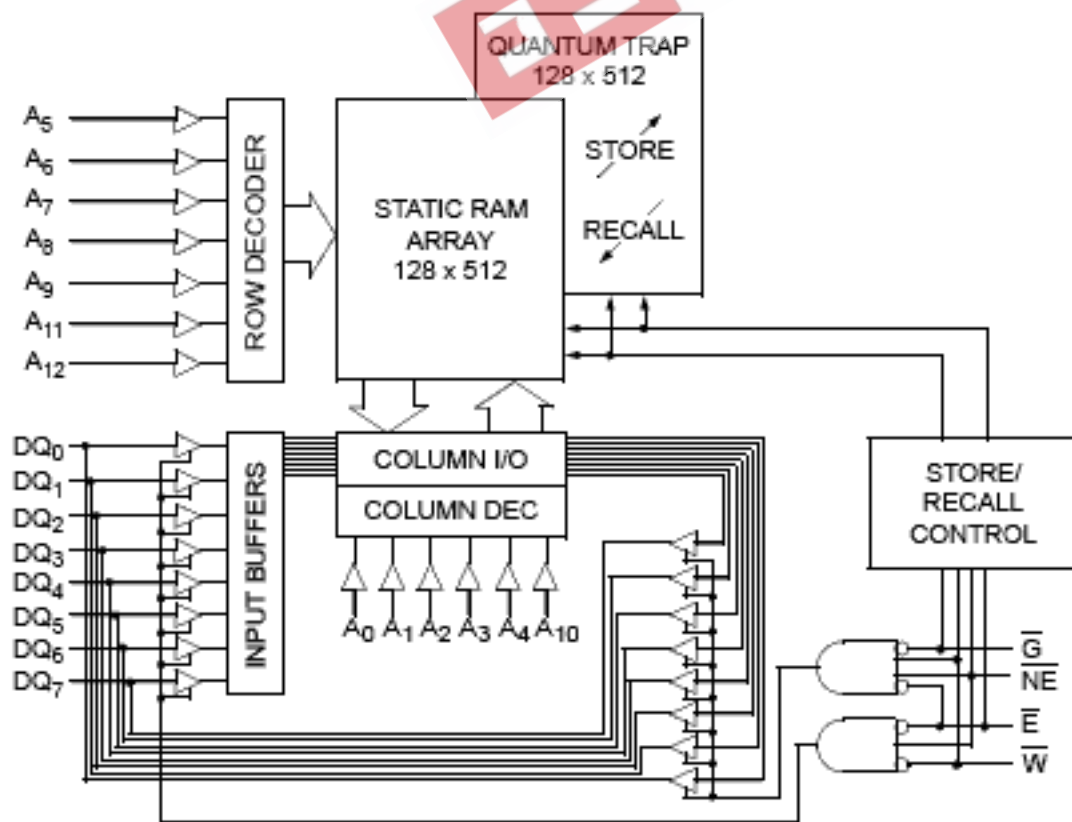 QUANTUM TRAP
128 x 512
STORE
RECALL
A5
A6
A7
A8
A9
A11
A12
ROW DECODER
STATIC RAM
ARRAY
128 x 512
DQ0
DQ1
DQ2
DQ3
DQ4
DQ5
DQ6
DQ7
INPUT BUFFERS
COLUMN I/O
COLUMN DEC
A0 A1 A2 A3 A4 A10
STORE/
RECALL
CONTROL
G̅
N̅E̅
E̅
W̅